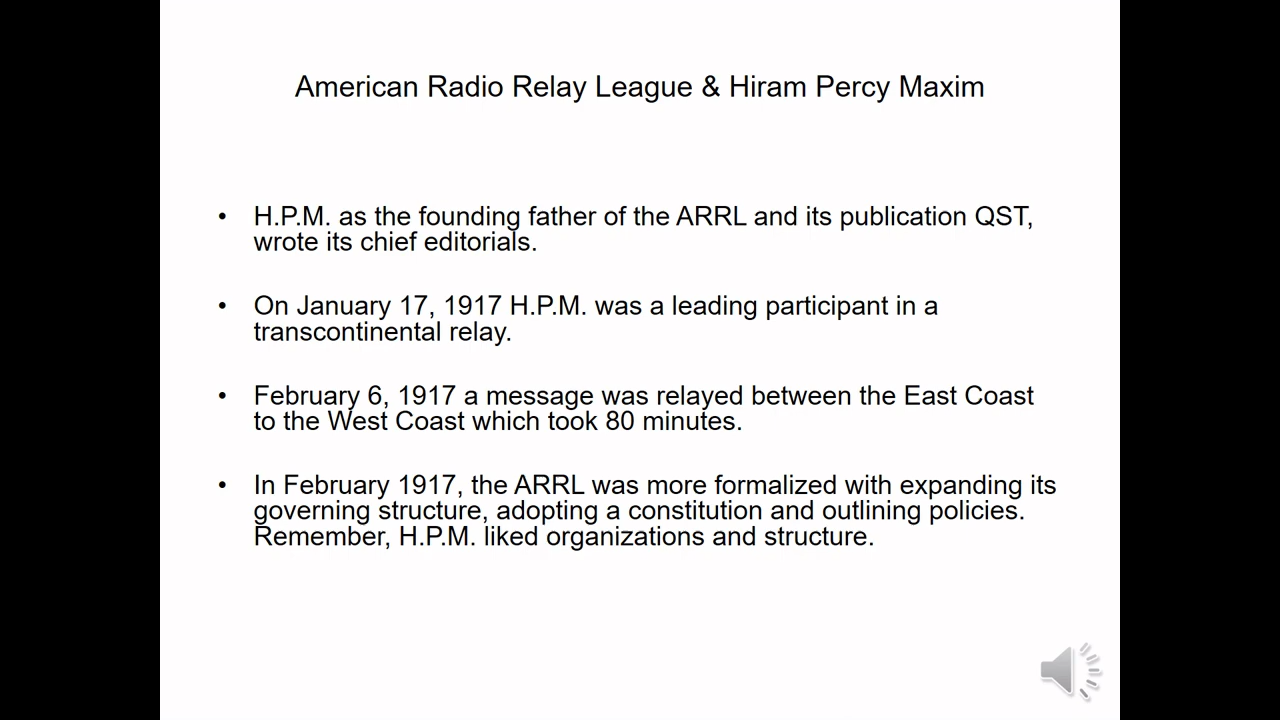 American Radio Relay League & Hiram Percy Maxim
• H.P.M. as the founding father of the ARRL and its publication QST,
wrote its chief editorials.
• On January 17, 1917 H.P.M. was a leading participant in a
transcontinental relay.
• February 6, 1917 a message was relayed between the East Coast
to the West Coast which took 80 minutes.
• In February 1917, the ARRL was more formalized with expanding its
governing structure, adopting a constitution and outlining policies.
Remember, H.P.M. liked organizations and structure.